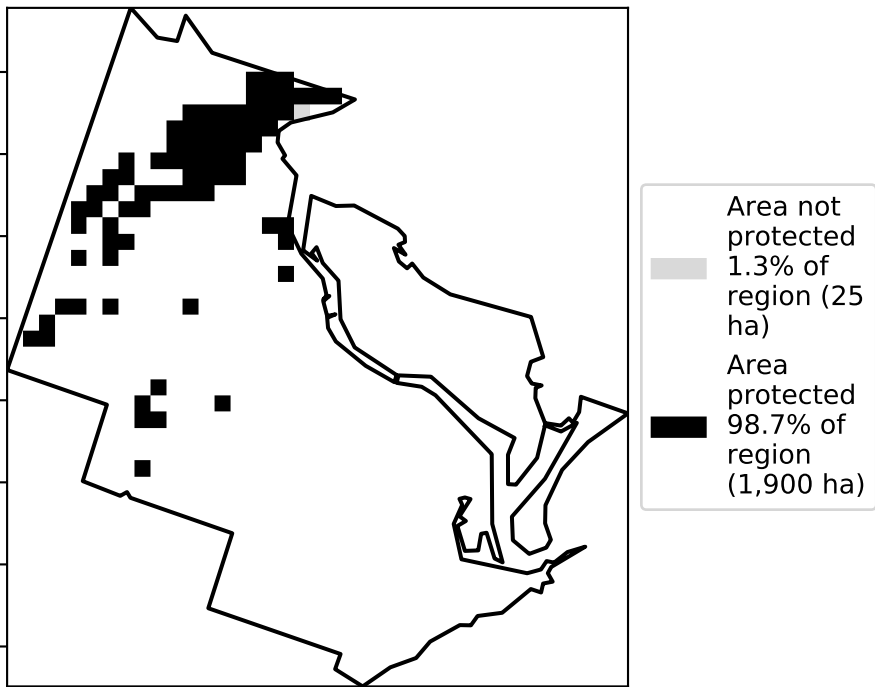 Area not
protected
1.3% of
region (25
ha)
Area
protected
98.7% of
region
(1,900 ha)